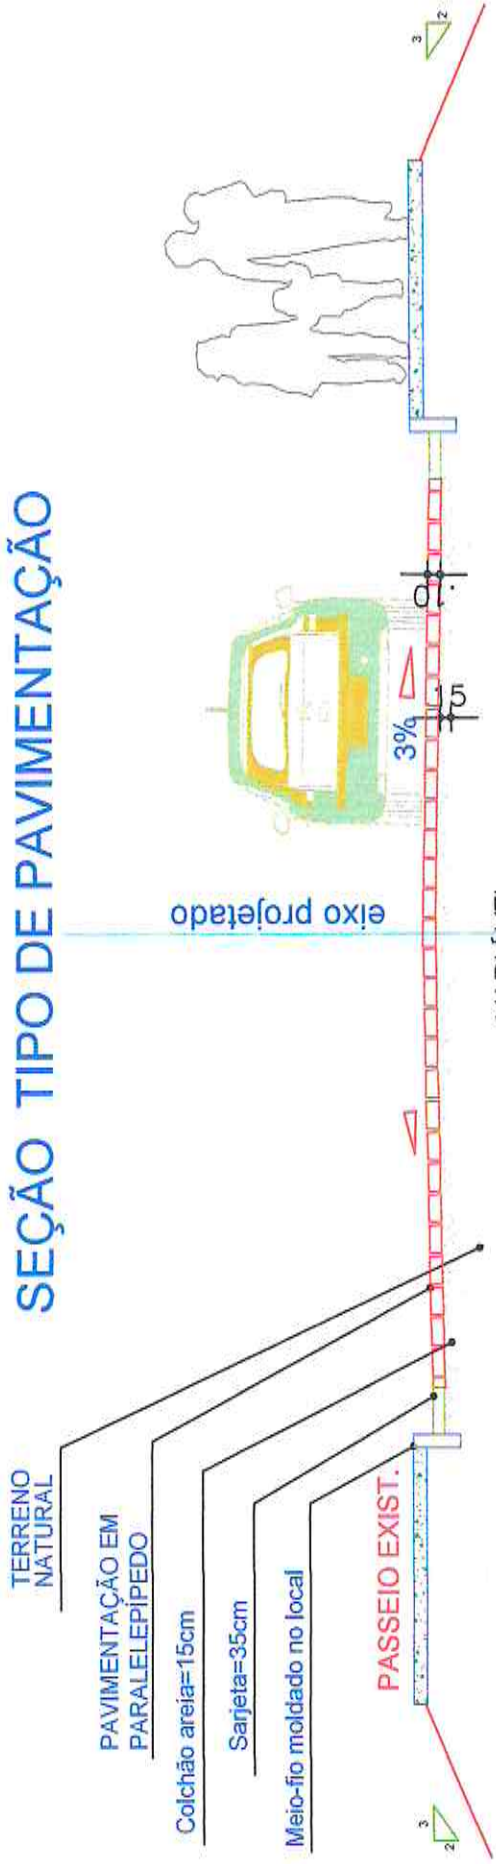 SEÇÃO TIPO DE PAVIMENTAÇÃO
TERRENO
NATURAL
PAVIMENTAÇÃO EM
PARALELEPÍPEDO
Colchão areia=15cm
Sarjeta=35cm
Meio-fio moldado no local
PASSEIO EXIST.
eixo projetado
3%
.10
.15
3
2
3
2